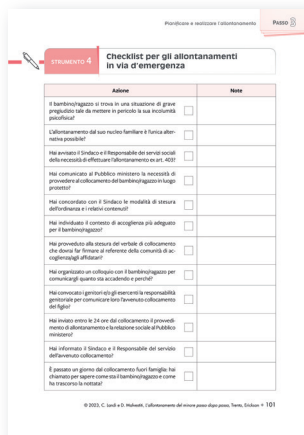 Pianificare e realizzare l'allontanamento
PASSO 3
STRUMENTO 4
Checklist per gli allontanamenti
in via d'emergenza
Azione
Note
Il bambino/ragazzo si trova in una situazione di grave
pregiudizio tale da mettere in pericolo la sua incolumità
psicofisica?
L'allontanamento dal suo nucleo familiare è l'unica alter-
nativa possibile?
Hai avvisato il Sindaco e il Responsabile dei servizi sociali
della necessità di effettuare l'allontanamento ex art. 403?
Hai comunicato al Pubblico ministero la necessità di
provvedere al collocamento del bambino/ragazzo in luogo
protetto?
Hai concordato con il Sindaco le modalità di stesura
dell'ordinanza e i relativi contenuti?
Hai individuato il contesto di accoglienza più adeguato
per il bambino/ragazzo?
Hai provveduto alla stesura del verbale di collocamento
che dovrai far firmare al referente della comunità di ac-
coglienza/agli affidatari?
Hai organizzato un colloquio con il bambino/ragazzo per
comunicargli quanto sta accadendo e perché?
Hai convocato i genitori e/o gli esercenti la responsabilità
genitoriale per comunicare loro l'avvenuto collocamento
del figlio?
Hai inviato entro le 24 ore dal collocamento il provvedi-
mento di allontanamento e la relazione sociale al Pubblico
ministero?
Hai informato il Sindaco e il Responsabile del servizio
dell'avvenuto collocamento?
È passato un giorno dal collocamento fuori famiglia: hai
chiamato per sapere come sta il bambino/ragazzo e come
ha trascorso la nottata?
© 2023, C. Landi e D. Malvestiti, L'allontanamento del minore passo dopo passo, Trento, Erickson • 101